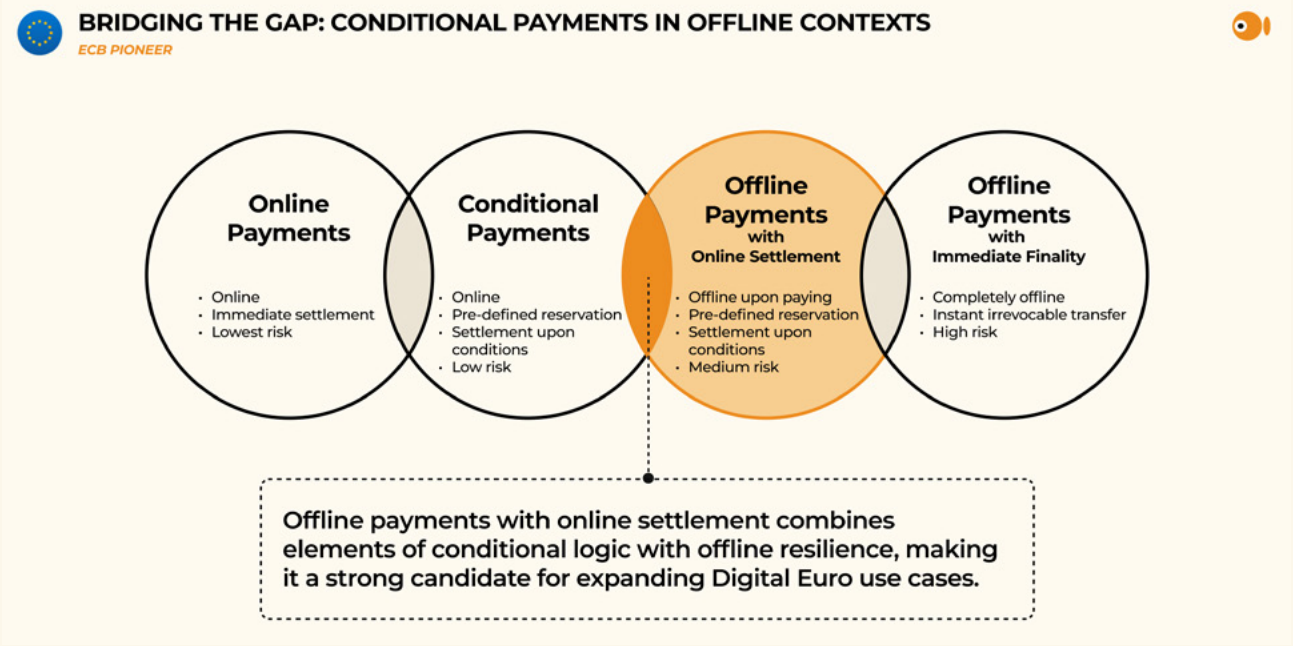 BRIDGING THE GAP: CONDITIONAL PAYMENTS IN OFFLINE CONTEXTS
ECB PIONEER
Online
Payments
· Online
· Immediate settlement
· Lowest risk
Conditional
Payments
· Online
· Pre-defined reservation
· Settlement upon
conditions
· Low risk
Offline
Payments
with
Online Settlement
· Offline upon paying
· Pre-defined reservation
· Settlement upon
conditions
· Medium risk
Offline
Payments
with
Immediate Finality
· Completely offline
· Instant irrevocable transfer
· High risk
Offline payments with online settlement combines
elements of conditional logic with offline resilience, making
it a strong candidate for expanding Digital Euro use cases.